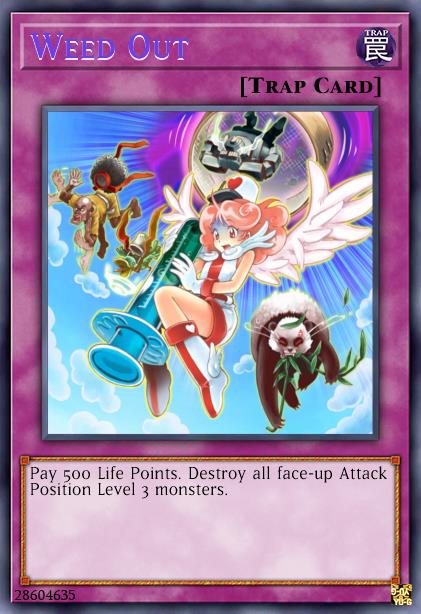 Weed Out
TRAP
罠
[Trap Card]
Pay 500 Life Points. Destroy all face-up Attack
Position Level 3 monsters.
28604635